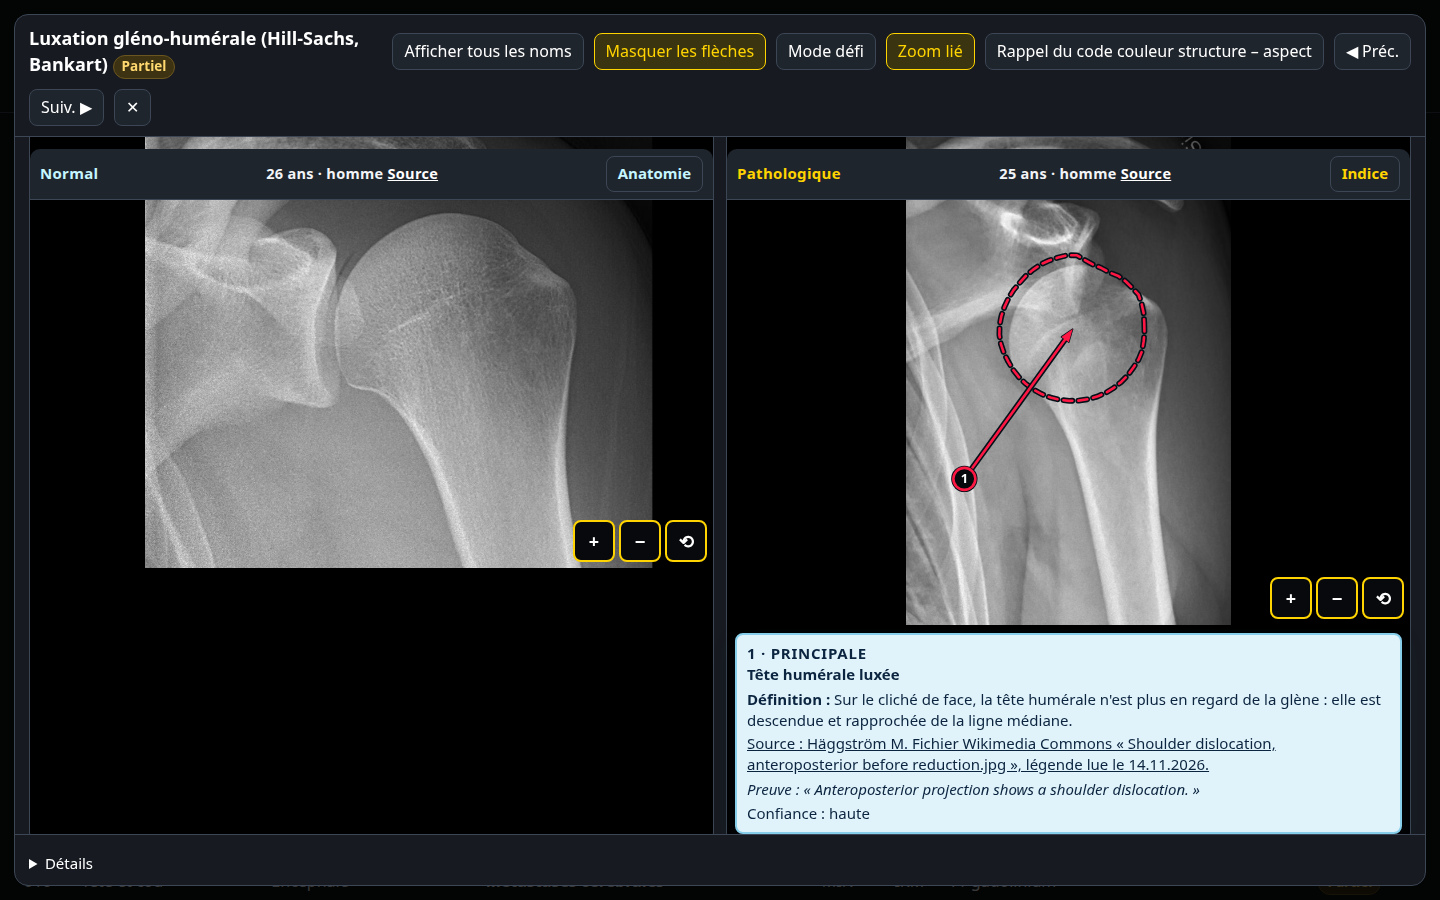 Luxation gléno-humérale (Hill-Sachs,
Bankart) Partiel
Afficher tous les noms
Masquer les flèches
Mode défi
Zoom lié
Rappel du code couleur structure – aspect
◀ Préc.
Suiv. ▶
✕
Normal
26 ans · homme Source
Anatomie
Pathologique
25 ans · homme Source
Indice
1
+
−
⟲
+
−
⟲
1 · PRINCIPALE
Tête humérale luxée
Définition : Sur le cliché de face, la tête humérale n'est plus en regard de la glène : elle est
descendue et rapprochée de la ligne médiane.
Source : Häggström M. Fichier Wikimedia Commons « Shoulder dislocation,
anteroposterior before reduction.jpg », légende lue le 14.11.2026.
Preuve : « Anteroposterior projection shows a shoulder dislocation. »
Confiance : haute
▶ Détails